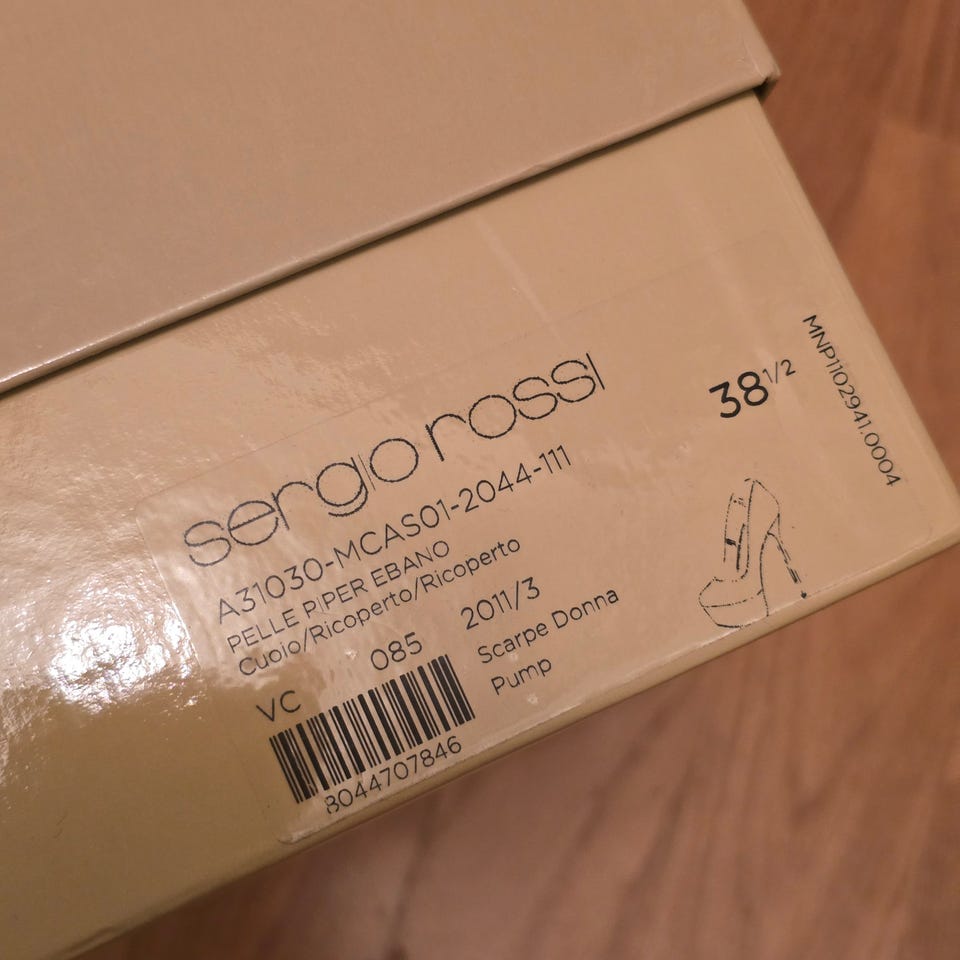 sergio rossi
38 1/2
MNP1102941.0004
A31030-MCAS01-2044-111
PELLE PIPER EBANO
Cuoio/Ricoperto/Ricoperto
VC 085 2011/3
Scarpe Donna
Pump
8044707846